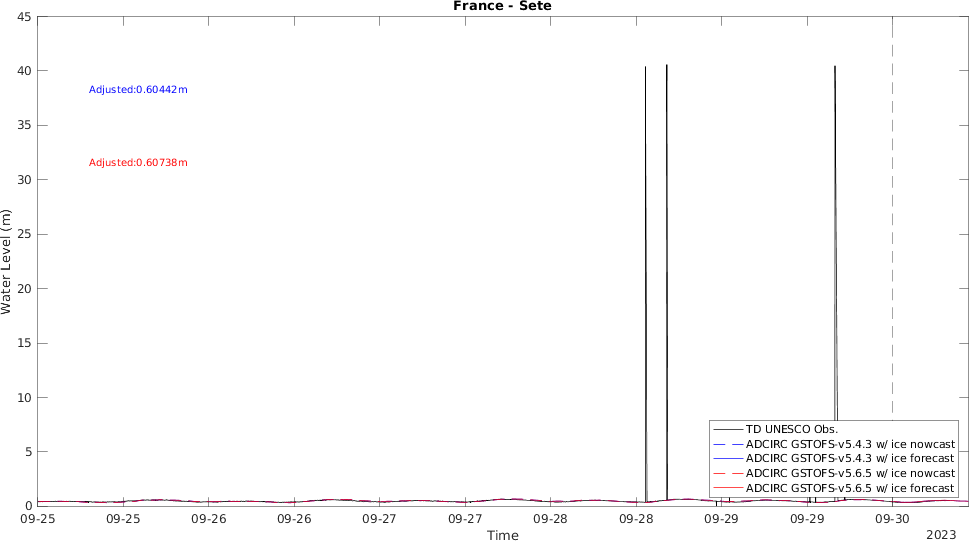 France - Sete
45
40
35
30
25
20
15
10
5
0
Water Level (m)
Adjusted:0.60442m
Adjusted:0.60738m
TD UNESCO Obs.
ADCIRC GSTOFS-v5.4.3 w/ ice nowcast
ADCIRC GSTOFS-v5.4.3 w/ ice forecast
ADCIRC GSTOFS-v5.6.5 w/ ice nowcast
ADCIRC GSTOFS-v5.6.5 w/ ice forecast
09-25 09-25 09-26 09-26 09-27 09-27 09-28 09-28 09-29 09-29 09-30
Time
2023